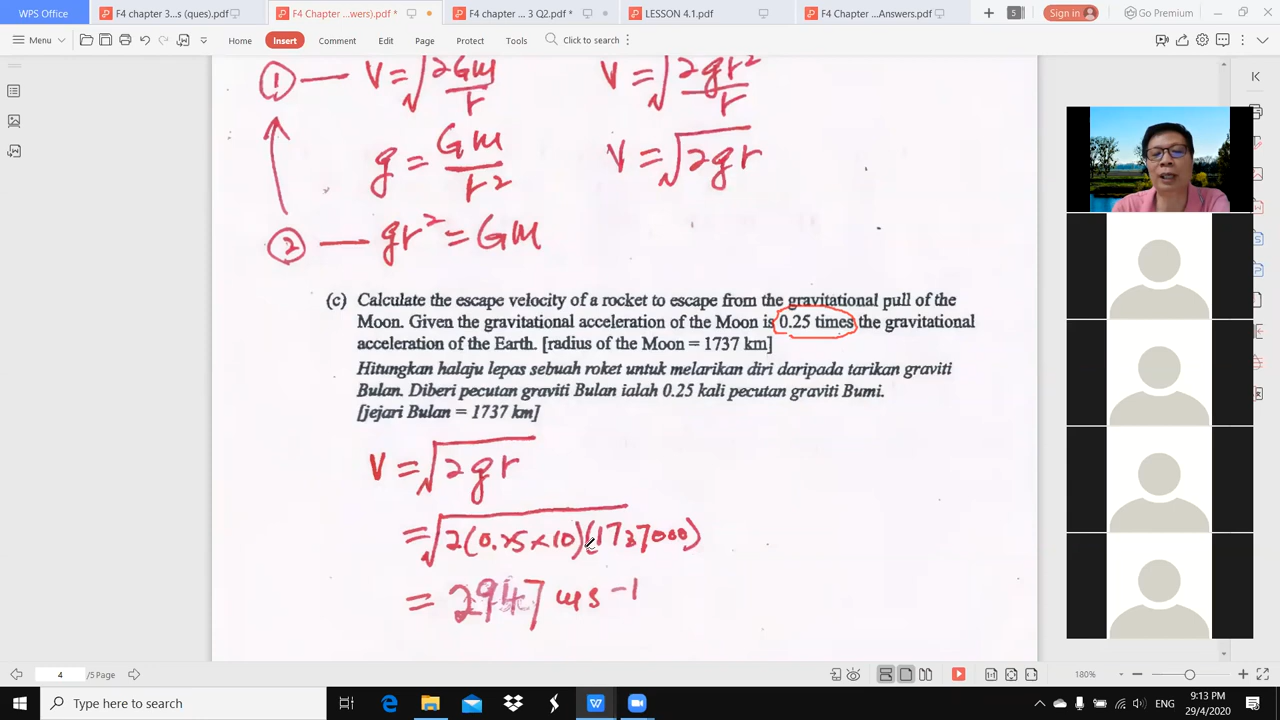 WPS Office
F4 chapter 3...s (ques).pdf *
F4 Chapter ...wers).pdf *
F4 Chapter ... 3 Q2.pdf *
LESSON 4.1.pdf
F4 Chapter ...Answers.pdf
Sign in
Go Premium
Menu
Home
Insert
Comment
Edit
Page
Protect
Tools
Click to search
① — V = √(2GM/r)
V = √(2gr²/r)
g = GM/r²
V = √2gr
② — gr² = GM
(c) Calculate the escape velocity of a rocket to escape from the gravitational pull of the
Moon. Given the gravitational acceleration of the Moon is 0.25 times the gravitational
acceleration of the Earth. [radius of the Moon = 1737 km]
Hitungkan halaju lepas sebuah roket untuk melarikan diri daripada tarikan graviti
Bulan. Diberi pecutan graviti Bulan ialah 0.25 kali pecutan graviti Bumi.
[jejari Bulan = 1737 km]
V = √2gr
= √2(0.25×10)(1737000)
= 2947 ms⁻¹
4
/5 Page
180%
Type here to search
ENG
9:13 PM
29/4/2020